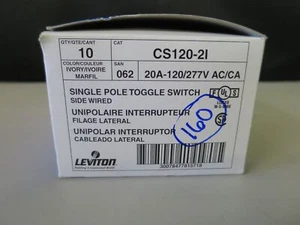 QTY/QTE/CANT
10
CAT
CS120-2I
COLOR/COULEUR
IVORY/IVOIRE
MARFIL
SAN
062
20A-120/277V AC/CA
SINGLE POLE TOGGLE SWITCH
SIDE WIRED
UNIPOLAIRE INTERRUPTEUR
FILAGE LATERAL
UNIPOLAR INTERRUPTOR
CABLEADO LATERAL
160
LEVITON